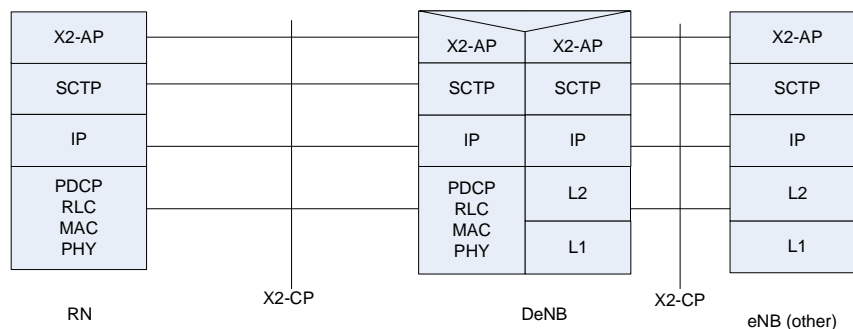 X2-AP
SCTP
IP
PDCP
RLC
MAC
PHY
RN
X2-CP
X2-AP X2-AP
SCTP SCTP
IP IP
PDCP
RLC
MAC
PHY
L2
L1
DeNB
X2-CP
X2-AP
SCTP
IP
L2
L1
eNB (other)